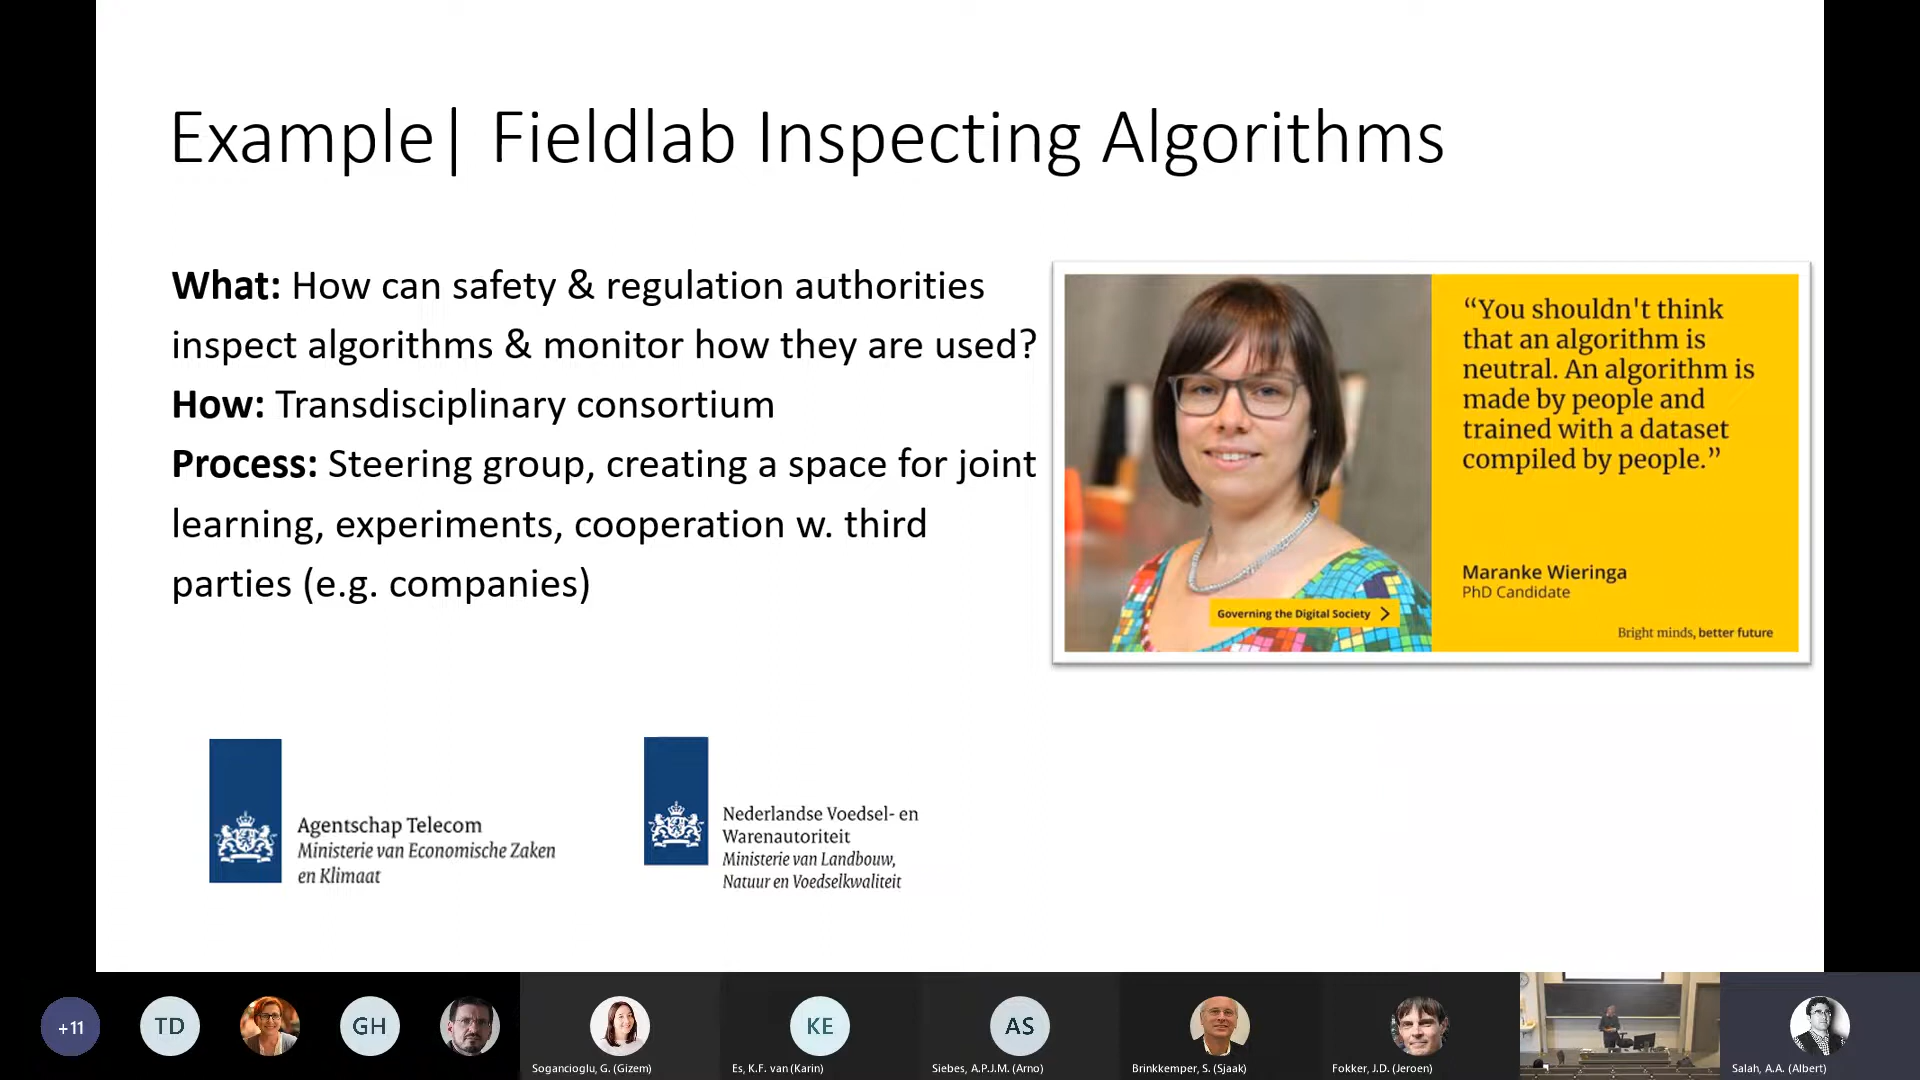 Example| Fieldlab Inspecting Algorithms
What: How can safety & regulation authorities
inspect algorithms & monitor how they are used?
How: Transdisciplinary consortium
Process: Steering group, creating a space for joint
learning, experiments, cooperation w. third
parties (e.g. companies)
“You shouldn't think
that an algorithm is
neutral. An algorithm is
made by people and
trained with a dataset
compiled by people.”
Maranke Wieringa
PhD Candidate
Governing the Digital Society
Bright minds, better future
Agentschap Telecom
Ministerie van Economische Zaken
en Klimaat
Nederlandse Voedsel- en
Warenautoriteit
Ministerie van Landbouw,
Natuur en Voedselkwaliteit
+11
TD
GH
Sogancioglu, G. (Gizem)
KE
Es, K.F. van (Karin)
AS
Siebes, A.P.J.M. (Arno)
Brinkkemper, S. (Sjaak)
Fokker, J.D. (Jeroen)
Salah, A.A. (Albert)